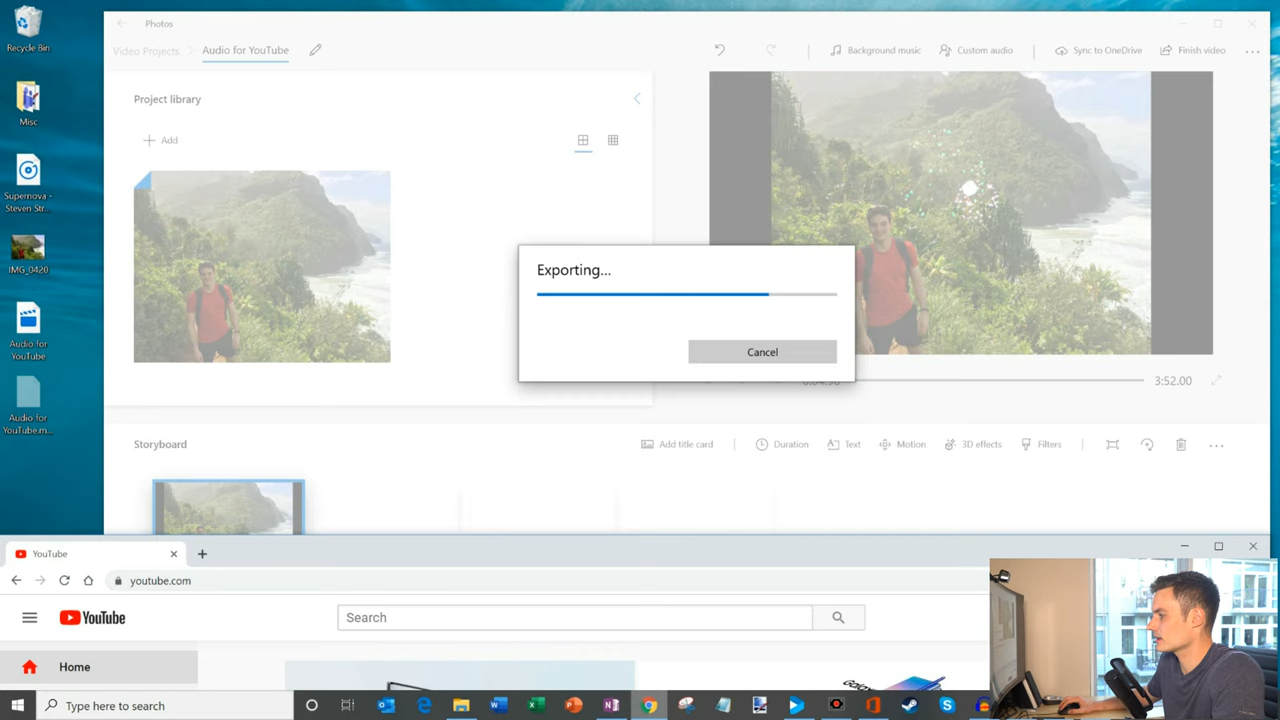 Recycle Bin
Misc
Supernova -
Steven Str...
IMG_0420
Audio for
YouTube
Audio for
YouTube.m...
Photos
Video Projects
Audio for YouTube
Background music
Custom audio
Sync to OneDrive
Finish video
Project library
Add
Exporting...
Cancel
3:52.00
Storyboard
Add title card
Duration
Text
Motion
3D effects
Filters
YouTube
youtube.com
YouTube
Search
Home
Type here to search